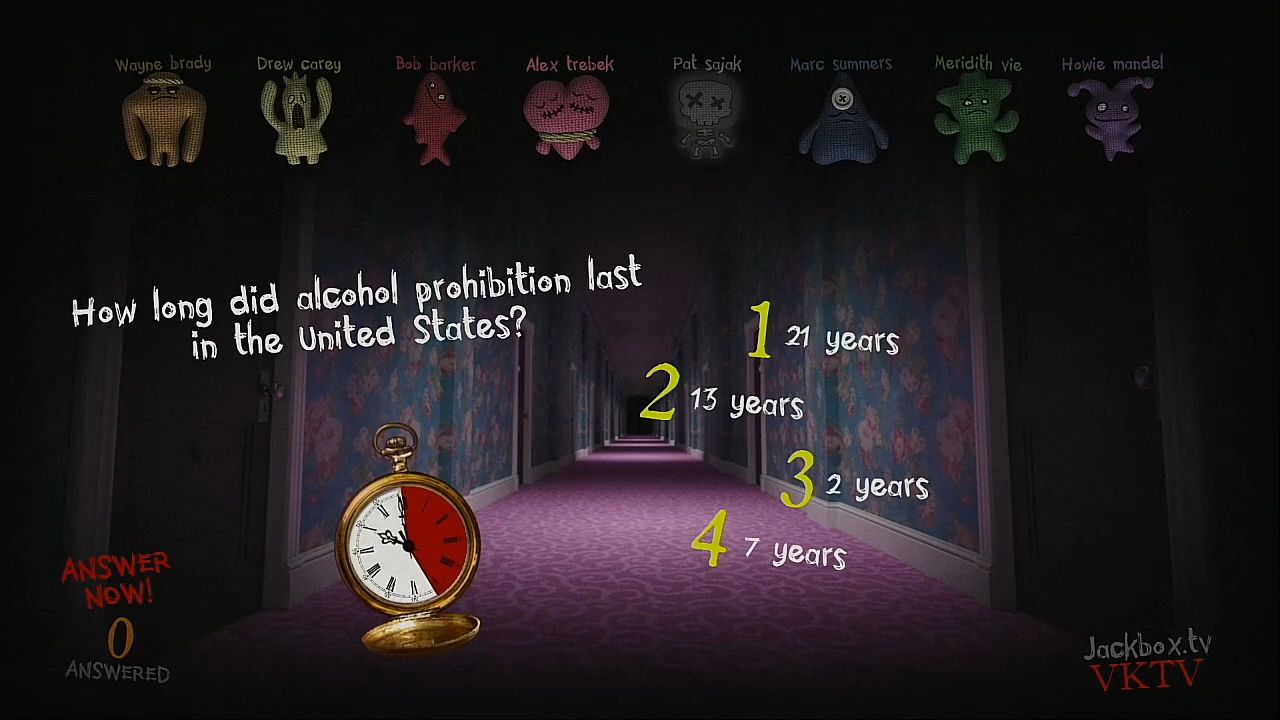 Wayne brady
Drew carey
Bob barker
Alex trebek
Pat sajak
Marc summers
Meridith vie
Howie mandel
How long did alcohol prohibition last
in the United States?
1 21 years
2 13 years
3 2 years
4 7 years
ANSWER
NOW!
0
ANSWERED
Jackbox.tv
VKTV